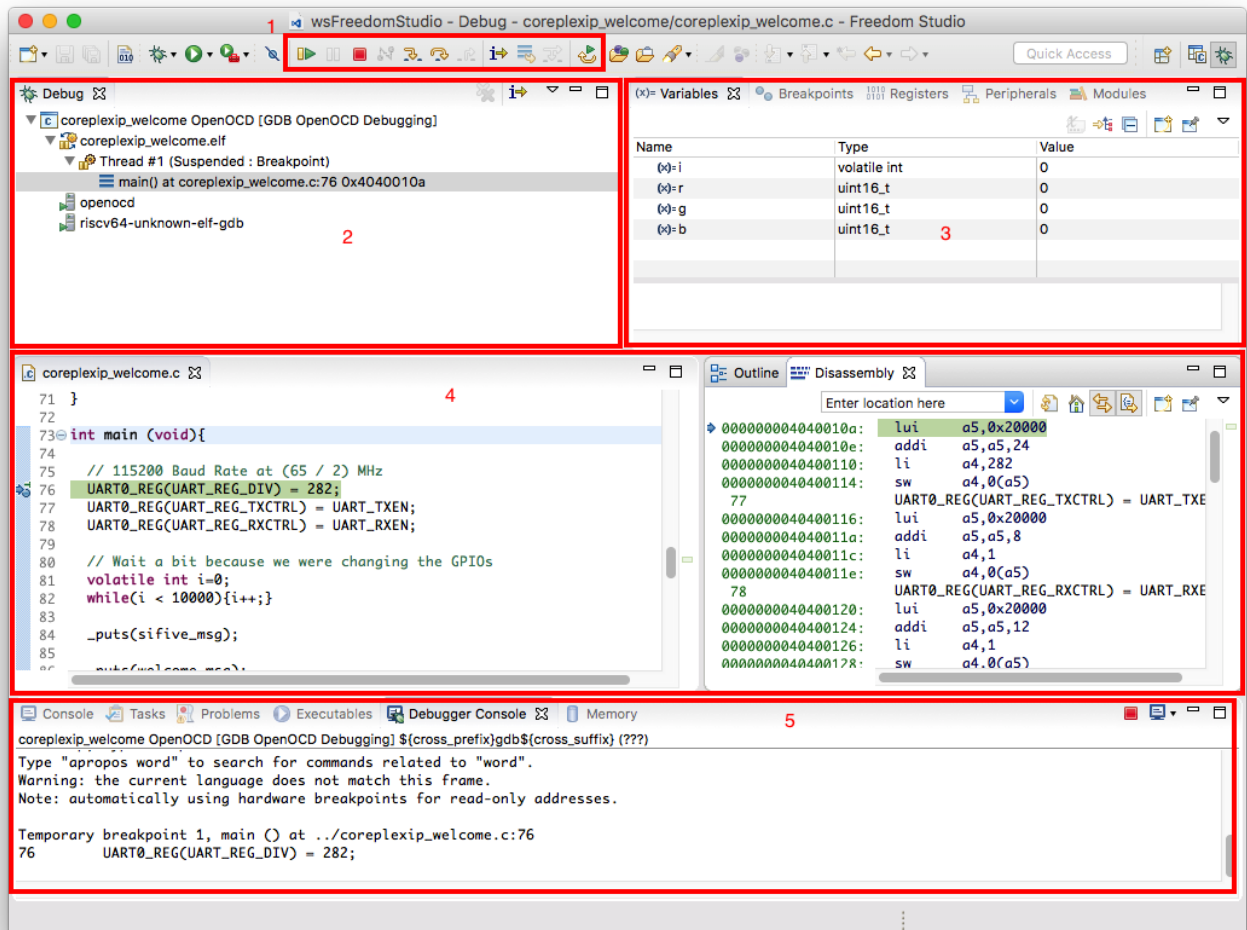 1
wsFreedomStudio - Debug - coreplexip_welcome/coreplexip_welcome.c - Freedom Studio
010
Quick Access
Debug
coreplexip_welcome OpenOCD [GDB OpenOCD Debugging]
coreplexip_welcome.elf
Thread #1 (Suspended : Breakpoint)
main() at coreplexip_welcome.c:76 0x4040010a
openocd
riscv64-unknown-elf-gdb
2
(x)= Variables Breakpoints Registers Peripherals Modules
Name Type Value
(x)= i volatile int 0
(x)= r uint16_t 0
(x)= g uint16_t 0
(x)= b uint16_t 0
3
coreplexip_welcome.c
4
71 }
72
73 int main (void){
74
75 // 115200 Baud Rate at (65 / 2) MHz
76 UART0_REG(UART_REG_DIV) = 282;
77 UART0_REG(UART_REG_TXCTRL) = UART_TXEN;
78 UART0_REG(UART_REG_RXCTRL) = UART_RXEN;
79
80 // Wait a bit because we were changing the GPIOs
81 volatile int i=0;
82 while(i < 10000){i++;}
83
84 _puts(sifive_msg);
85
86 _puts(welcome_msg);
Outline Disassembly
Enter location here
000000004040010a: lui a5,0x20000
000000004040010e: addi a5,a5,24
0000000040400110: li a4,282
0000000040400114: sw a4,0(a5)
77 UART0_REG(UART_REG_TXCTRL) = UART_TXE
0000000040400116: lui a5,0x20000
000000004040011a: addi a5,a5,8
000000004040011c: li a4,1
000000004040011e: sw a4,0(a5)
78 UART0_REG(UART_REG_RXCTRL) = UART_RXE
0000000040400120: lui a5,0x20000
0000000040400124: addi a5,a5,12
0000000040400126: li a4,1
0000000040400128: sw a4,0(a5)
Console Tasks Problems Executables Debugger Console Memory
5
coreplexip_welcome OpenOCD [GDB OpenOCD Debugging] ${cross_prefix}gdb${cross_suffix} (???)
Type "apropos word" to search for commands related to "word".
Warning: the current language does not match this frame.
Note: automatically using hardware breakpoints for read-only addresses.
Temporary breakpoint 1, main () at ../coreplexip_welcome.c:76
76 UART0_REG(UART_REG_DIV) = 282;